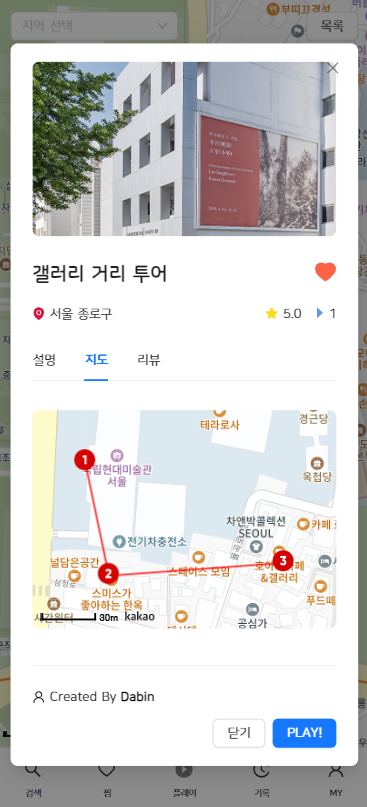 지역 선택
부띠끄경성
목록
갤러리 거리 투어
서울 종로구
5.0
1
설명
지도
리뷰
테라로사
경근당
1
국립현대미술관
서울
옥첩당
차앤박콜렉션
SEOUL
카페
전기차충전소
널담은공간
2
스페이스 모임
3
&갤러리
삼청로
스미스가
좋아하는 한옥
푸드떼
30m
kakao
공심가
Created By Dabin
닫기
PLAY!
검색
찜
플레이
기록
MY